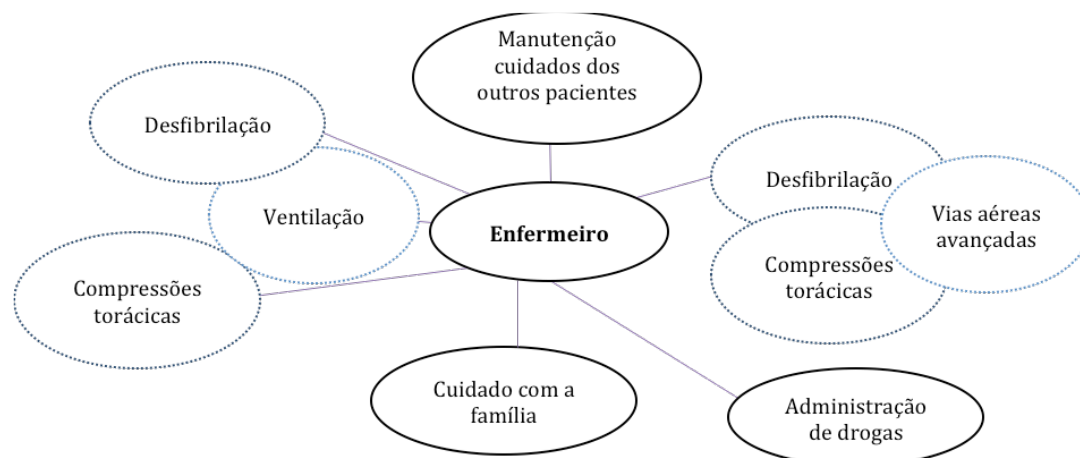 Manutenção
cuidados dos
outros pacientes
Desfibrilação
Ventilação
Compressões
torácicas
Enfermeiro
Desfibrilação
Compressões
torácicas
Vias aéreas
avançadas
Cuidado com a
família
Administração
de drogas